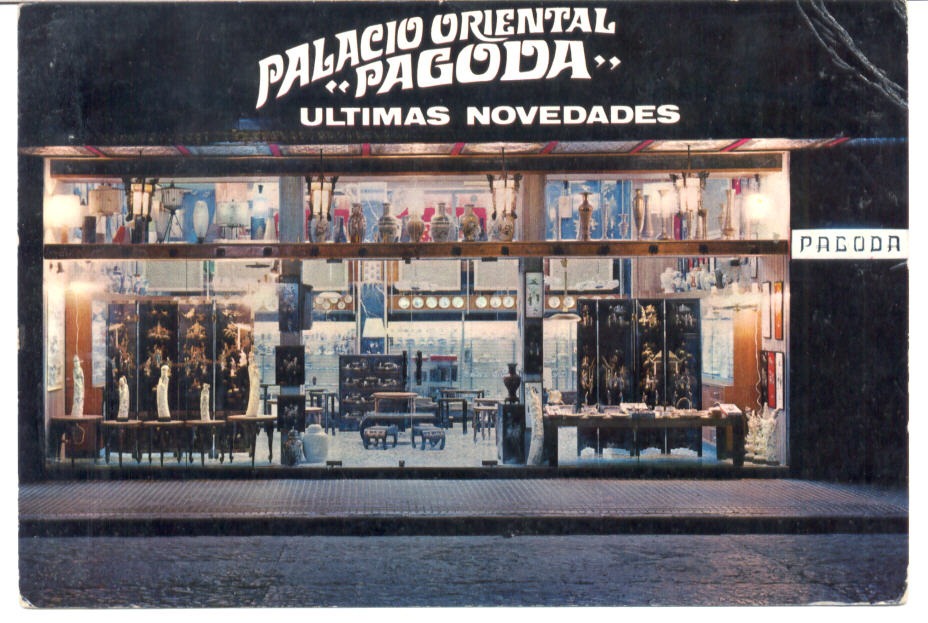 PALACIO ORIENTAL
“PAGODA”
ULTIMAS NOVEDADES
PAGODA